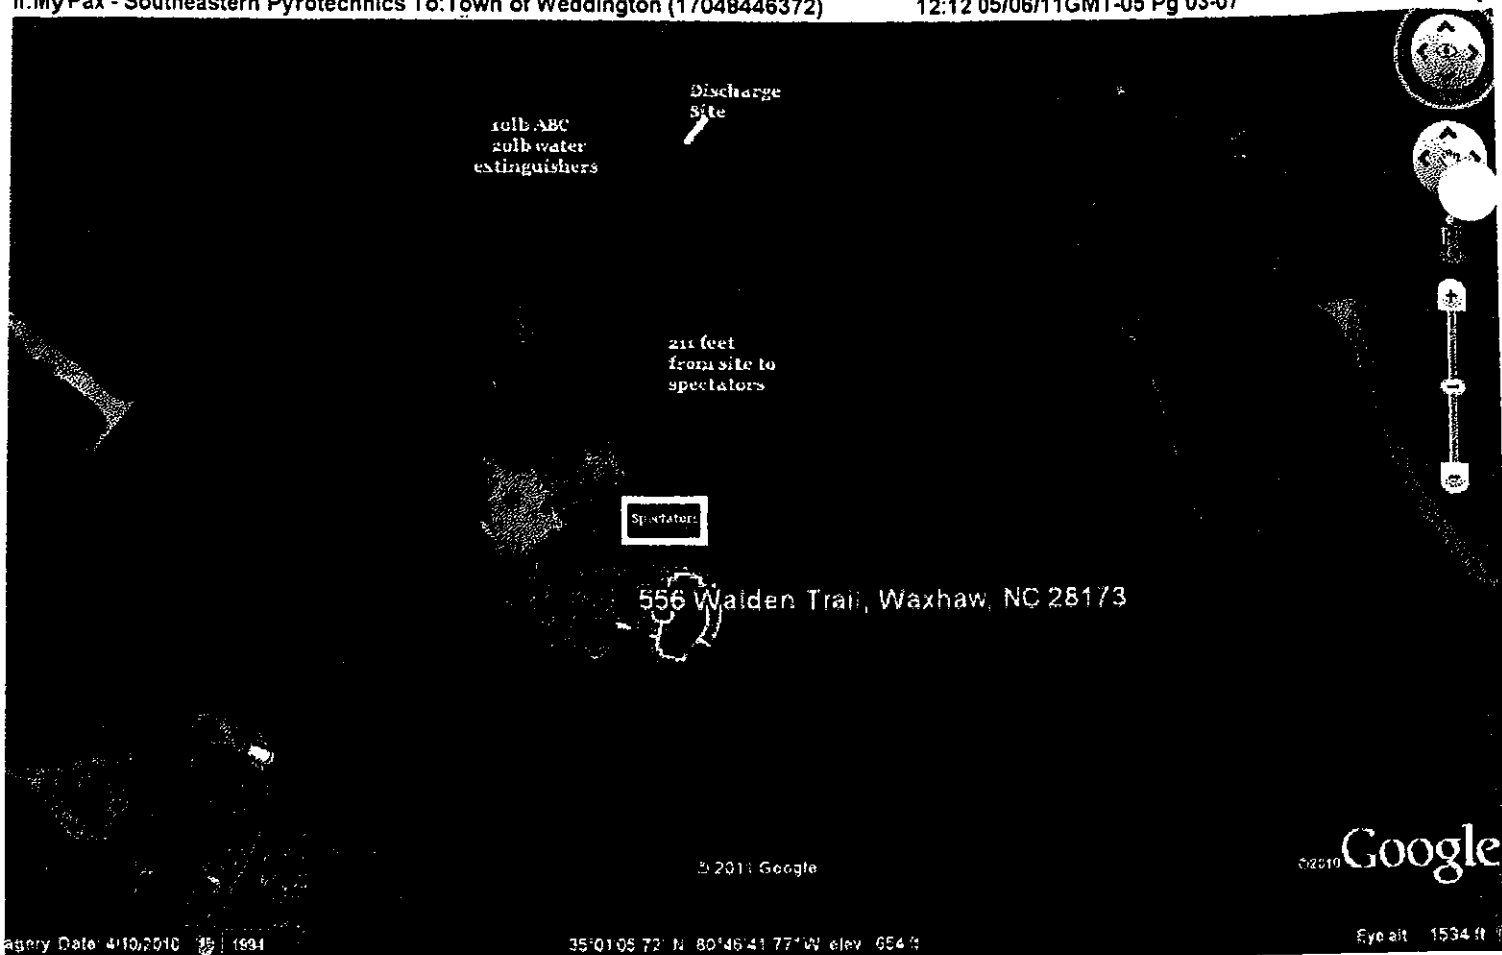 MyFax - Southeastern Pyrotechnics To:Town of Weddington (17048446372) 12:12 05/06/11GMT-05 Pg 03-07
Discharge
Site
10lb ABC
20lb water
extinguishers
211 feet
from site to
spectators
Spectators
556 Walden Trail, Waxhaw, NC 28173
© 2011 Google
©2010 Google
agery Date: 4/10/2010 1994
35°01'05.72" N 80°46'41.77" W elev 654 ft
Eye alt 1534 ft